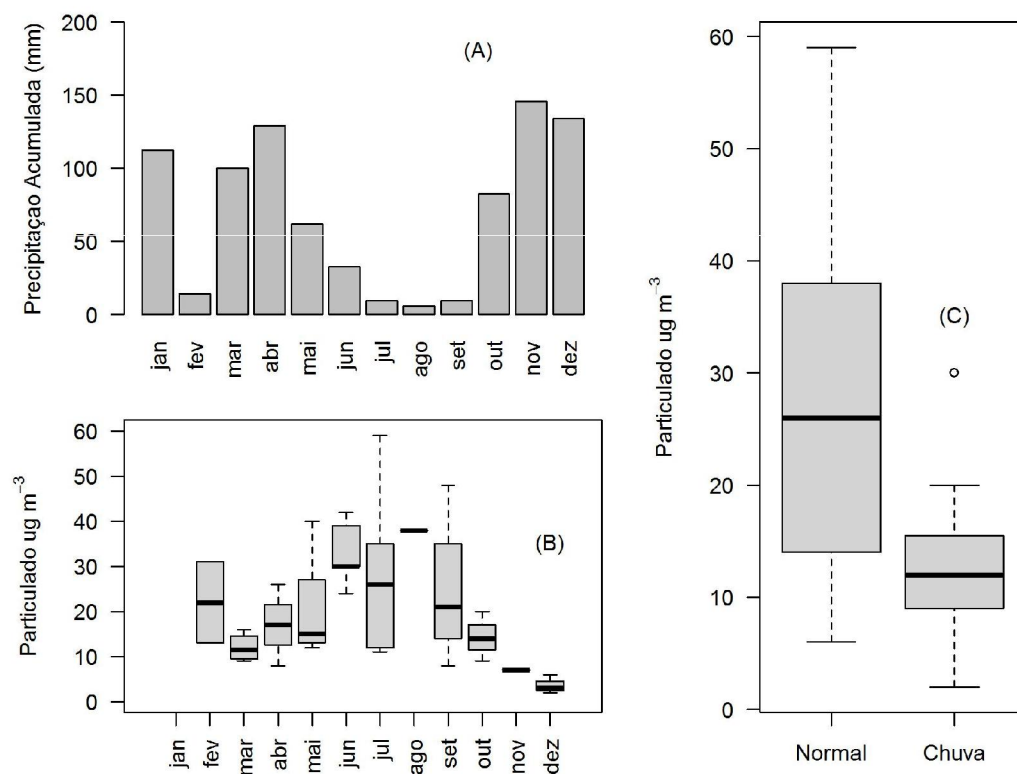 Precipitaçao Acumulada (mm)
200
150
100
50
0
(A)
jan
fev
mar
abr
mai
jun
jul
ago
set
out
nov
dez
Particulado ug m⁻³
60
50
40
30
20
10
0
(B)
jan
fev
mar
abr
mai
jun
jul
ago
set
out
nov
dez
Particulado ug m⁻³
60
50
40
30
20
10
0
(C)
Normal
Chuva